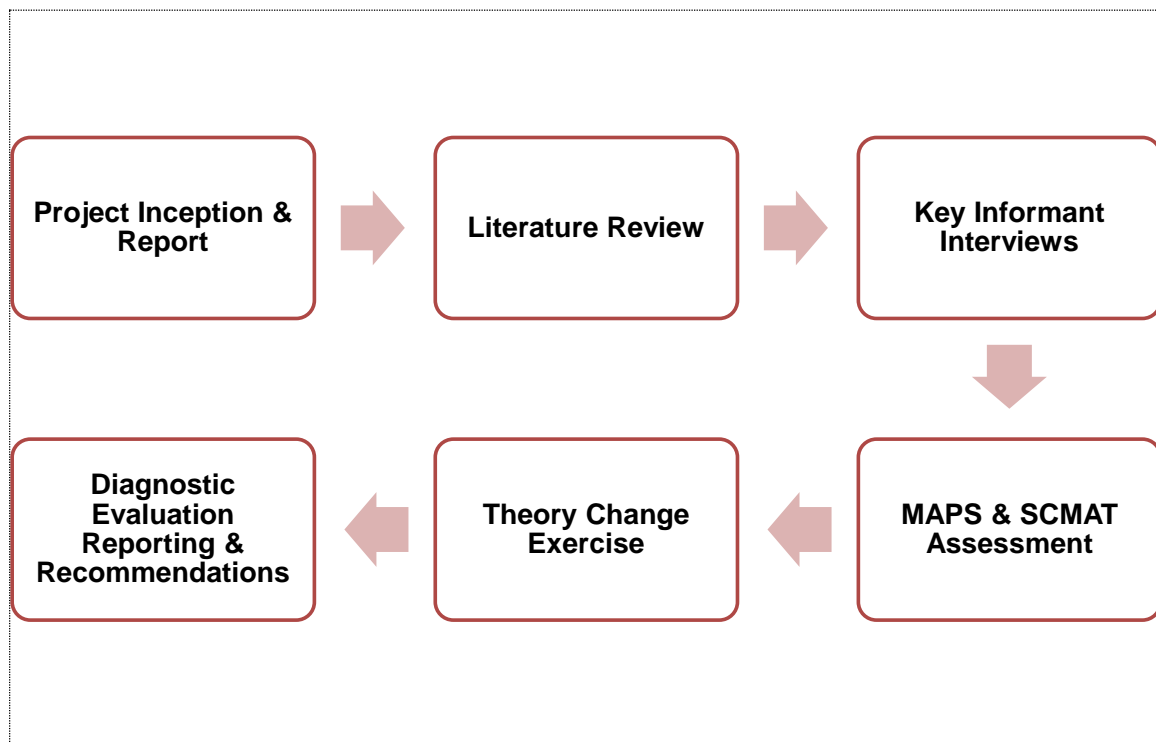 Project Inception &
Report
Literature Review
Key Informant
Interviews
MAPS & SCMAT
Assessment
Theory Change
Exercise
Diagnostic
Evaluation
Reporting &
Recommendations